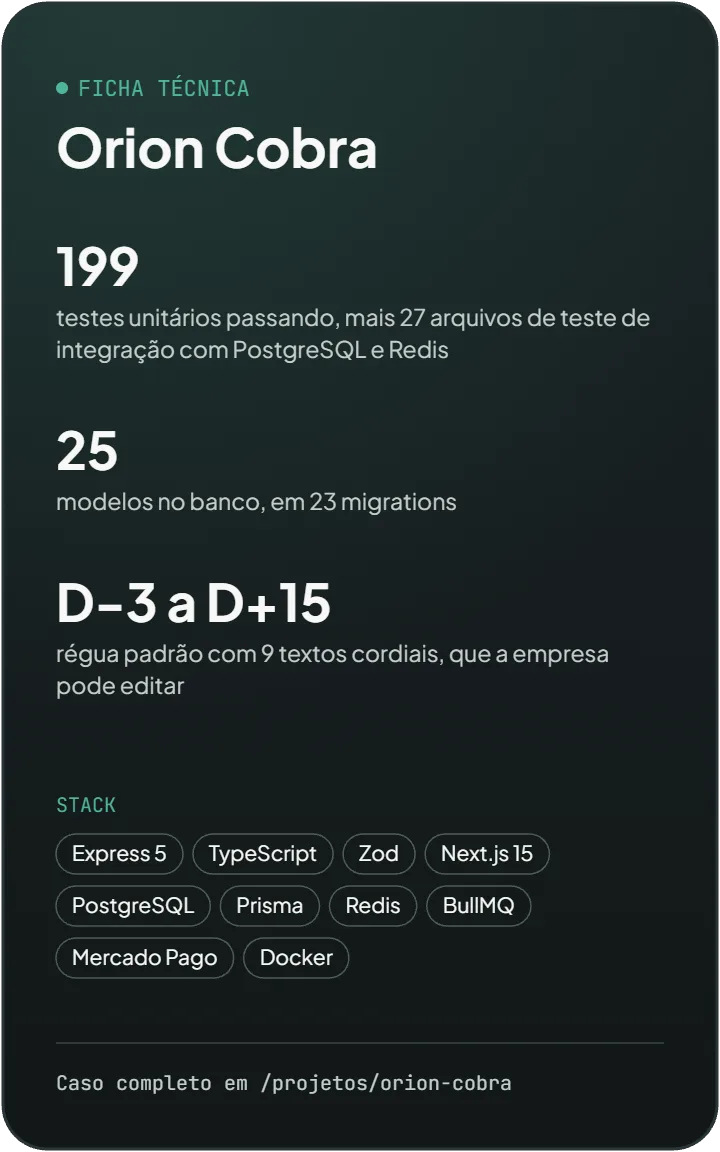 FICHA TÉCNICA
Orion Cobra
199
testes unitários passando, mais 27 arquivos de teste de
integração com PostgreSQL e Redis
25
modelos no banco, em 23 migrations
D−3 a D+15
régua padrão com 9 textos cordiais, que a empresa
pode editar
STACK
Express 5 TypeScript Zod Next.js 15
PostgreSQL Prisma Redis BullMQ
Mercado Pago Docker
Caso completo em /projetos/orion-cobra